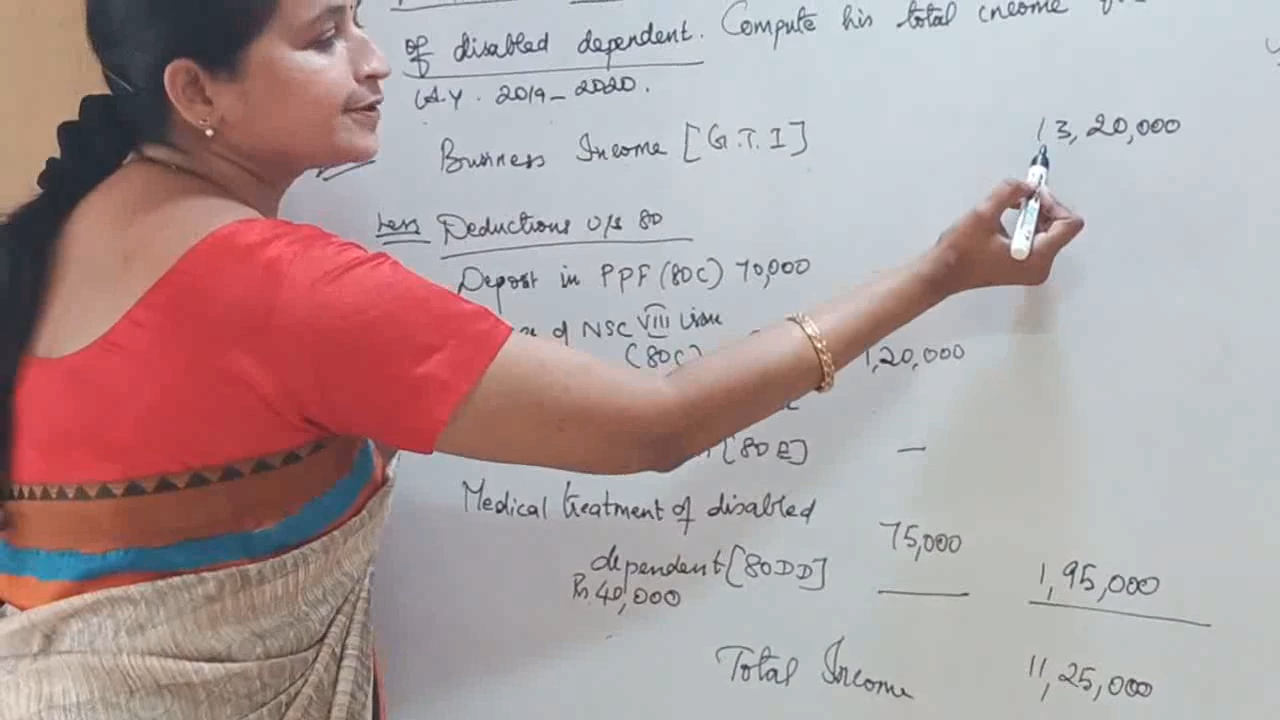 of disabled dependent. Compute his total income
A.Y. 2019-2020.
Business Income [G.T.I] 13,20,000
Less Deductions U/s 80
Depost in PPF (80C) 70,000
of NSC VIII issue
(80C) 1,20,000
[80E] —
Medical treatment of disabled
dependent [80DD] 75,000 1,95,000
Rs.40,000
Total Income 11,25,000